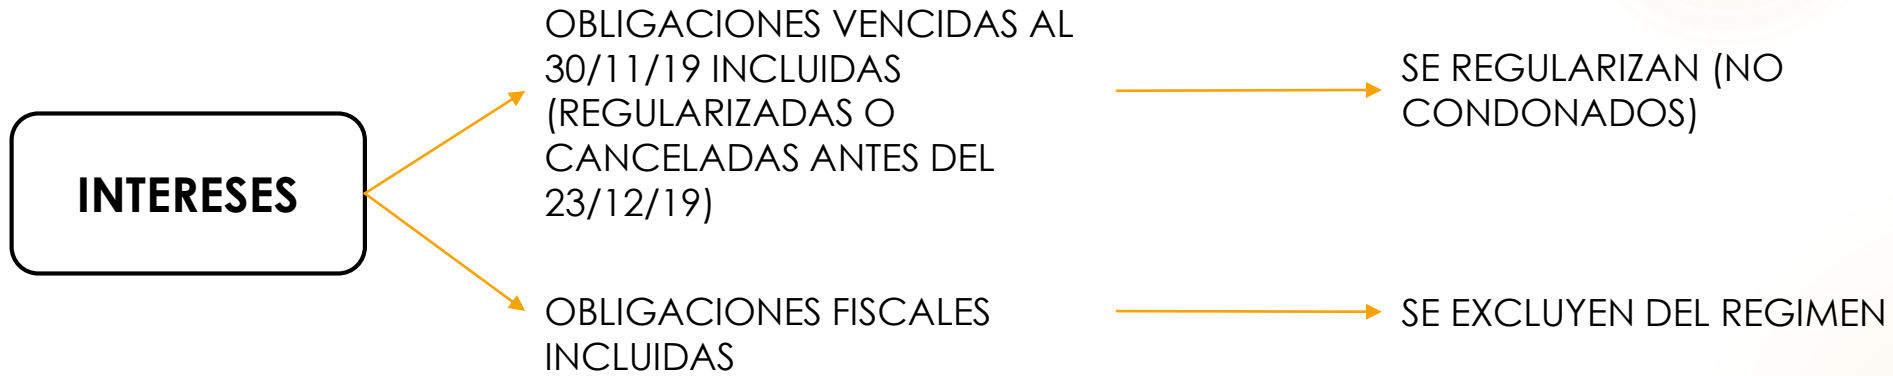 INTERESES
OBLIGACIONES VENCIDAS AL
30/11/19 INCLUIDAS
(REGULARIZADAS O
CANCELADAS ANTES DEL
23/12/19)
SE REGULARIZAN (NO
CONDONADOS)
OBLIGACIONES FISCALES
INCLUIDAS
SE EXCLUYEN DEL REGIMEN